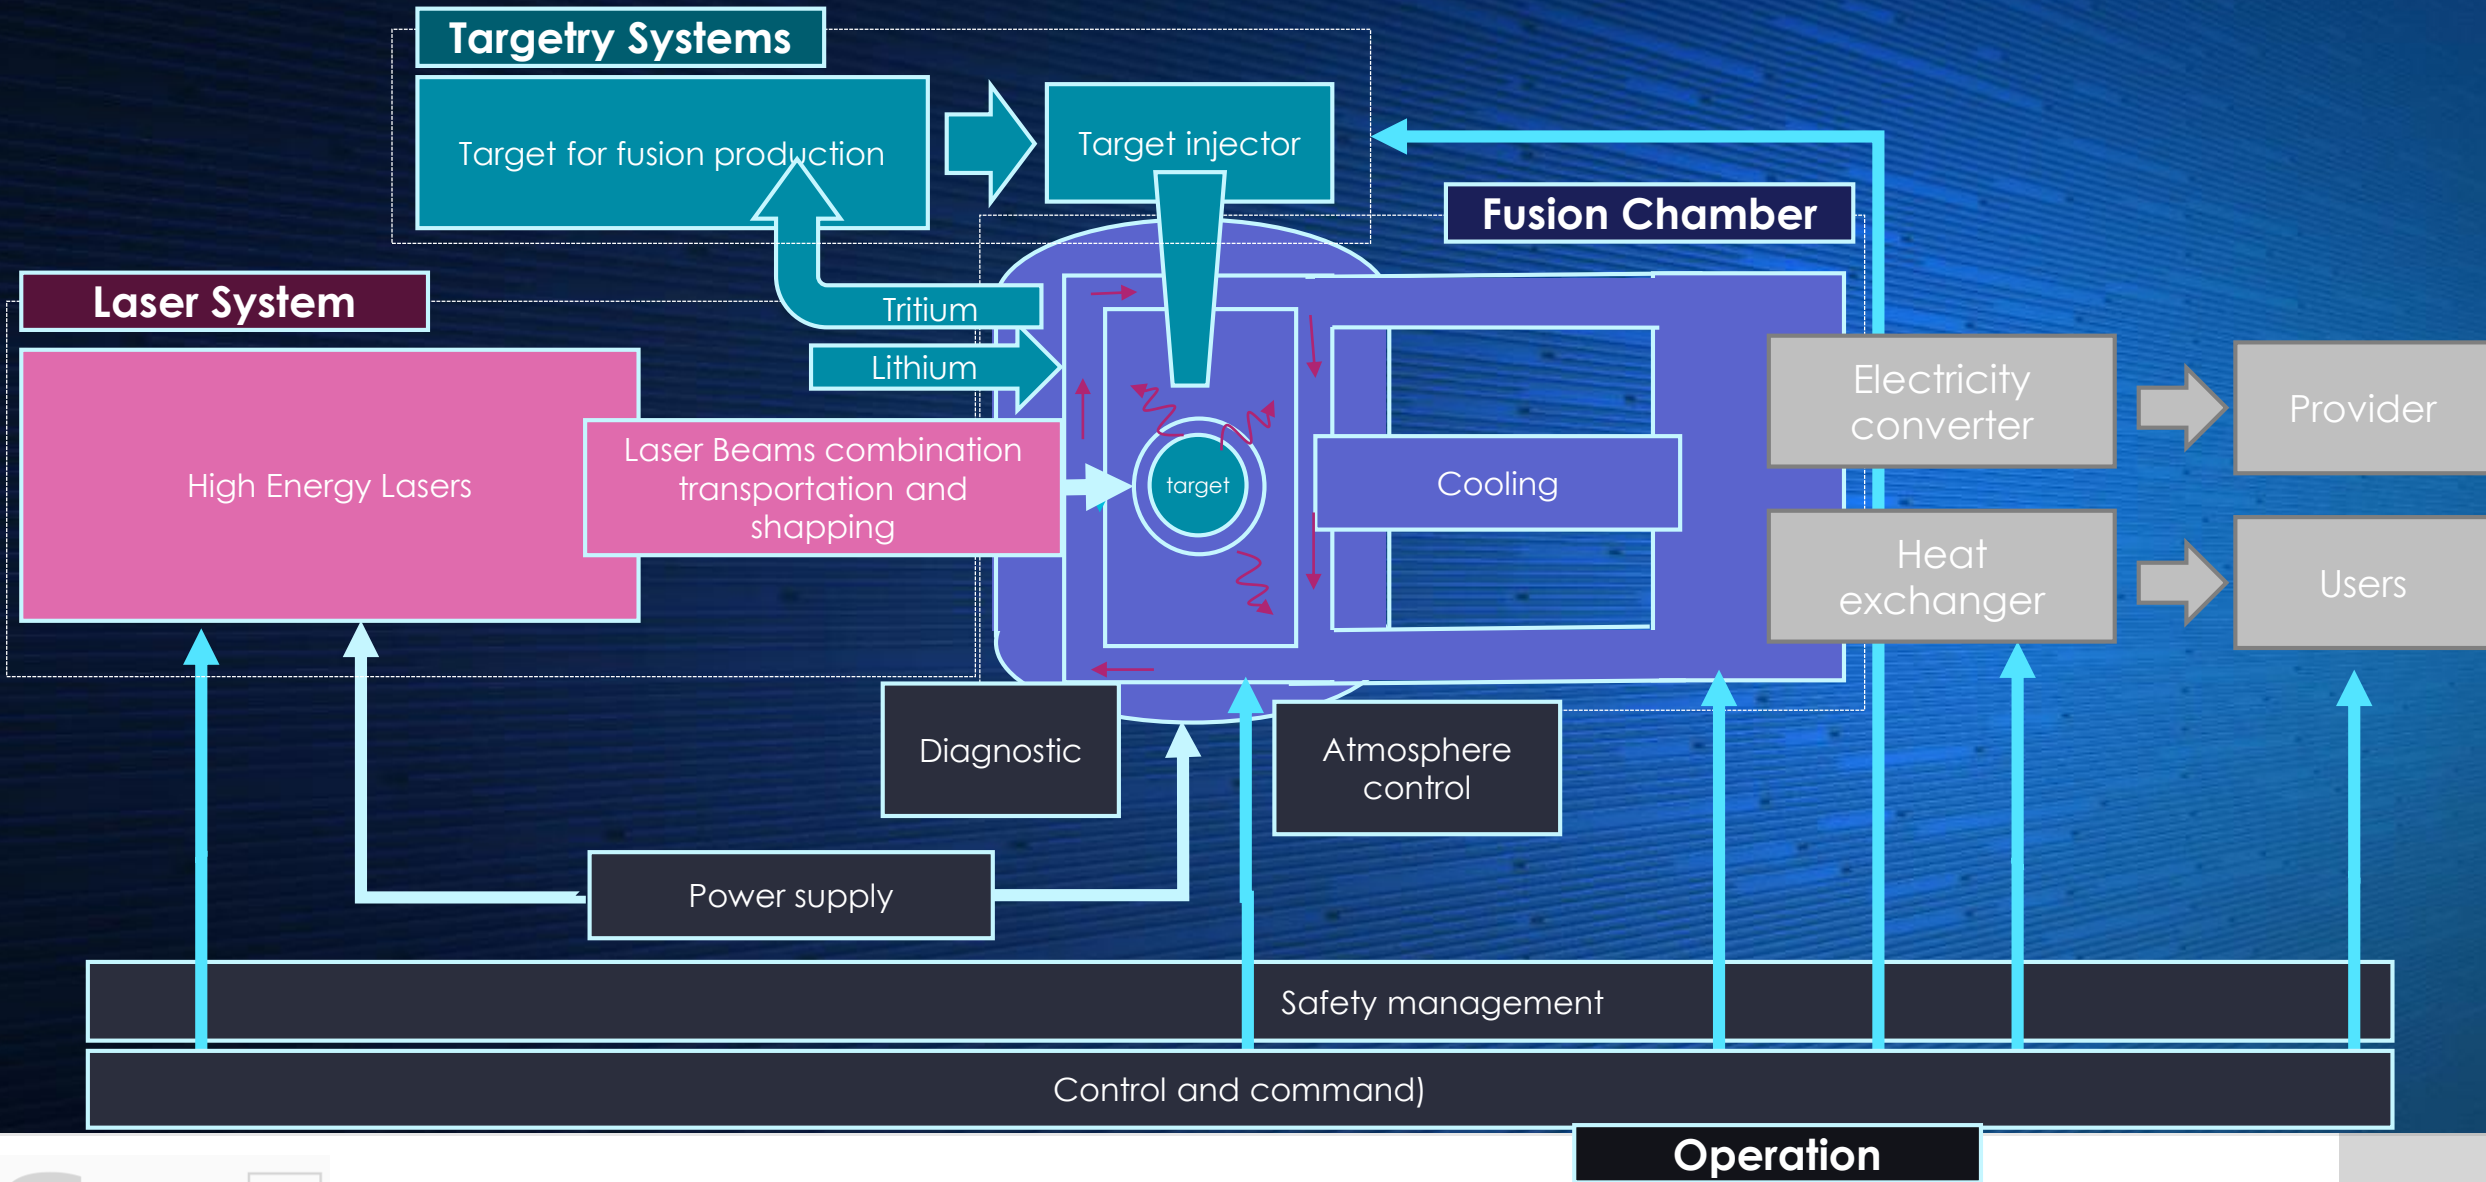 Targetry Systems
Target for fusion production
Target injector
Fusion Chamber
Laser System
Tritium
Lithium
High Energy Lasers
Laser Beams combination
transportation and
shapping
target
Cooling
Electricity
converter
Provider
Heat
exchanger
Users
Diagnostic
Atmosphere
control
Power supply
Safety management
Control and command)
Operation